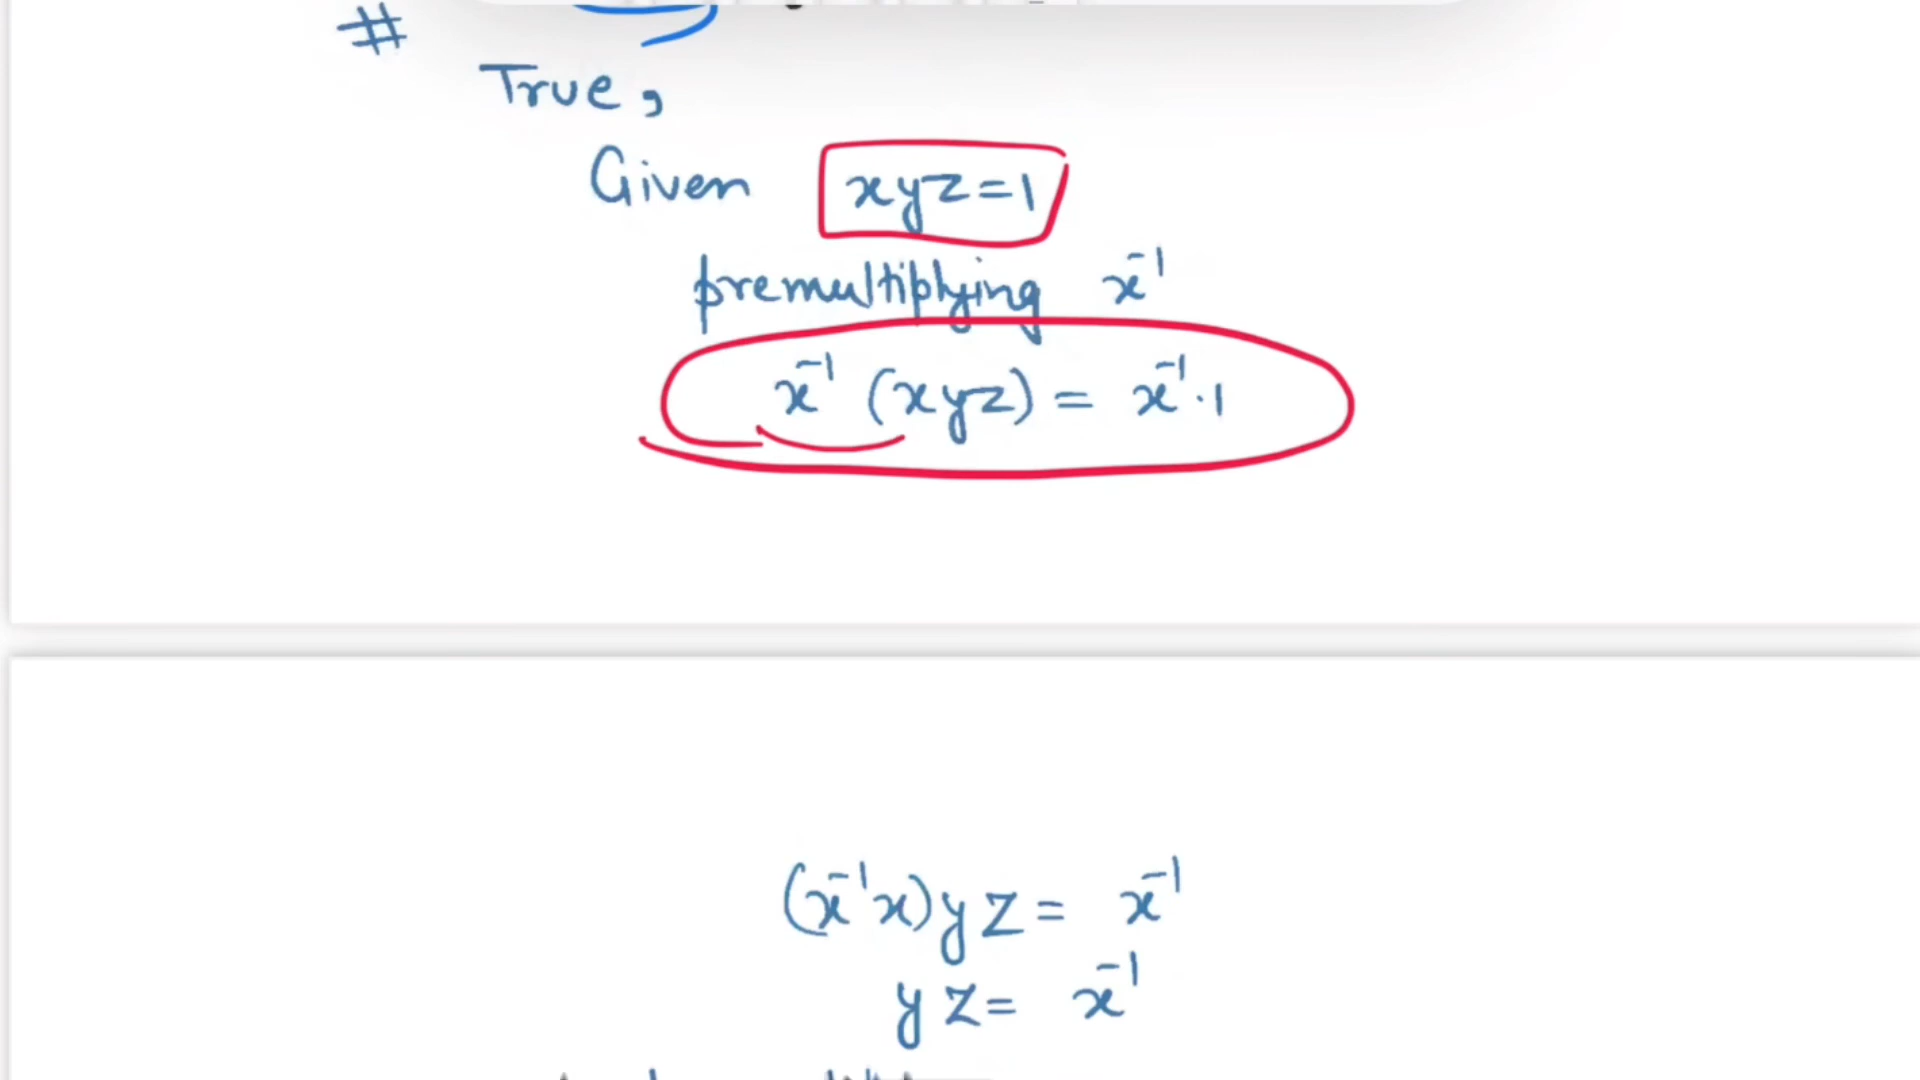 #
True,
Given xyz=1
premultiplying x⁻¹
x⁻¹ (xyz) = x⁻¹·1
(x⁻¹x)yz = x⁻¹
yz = x⁻¹